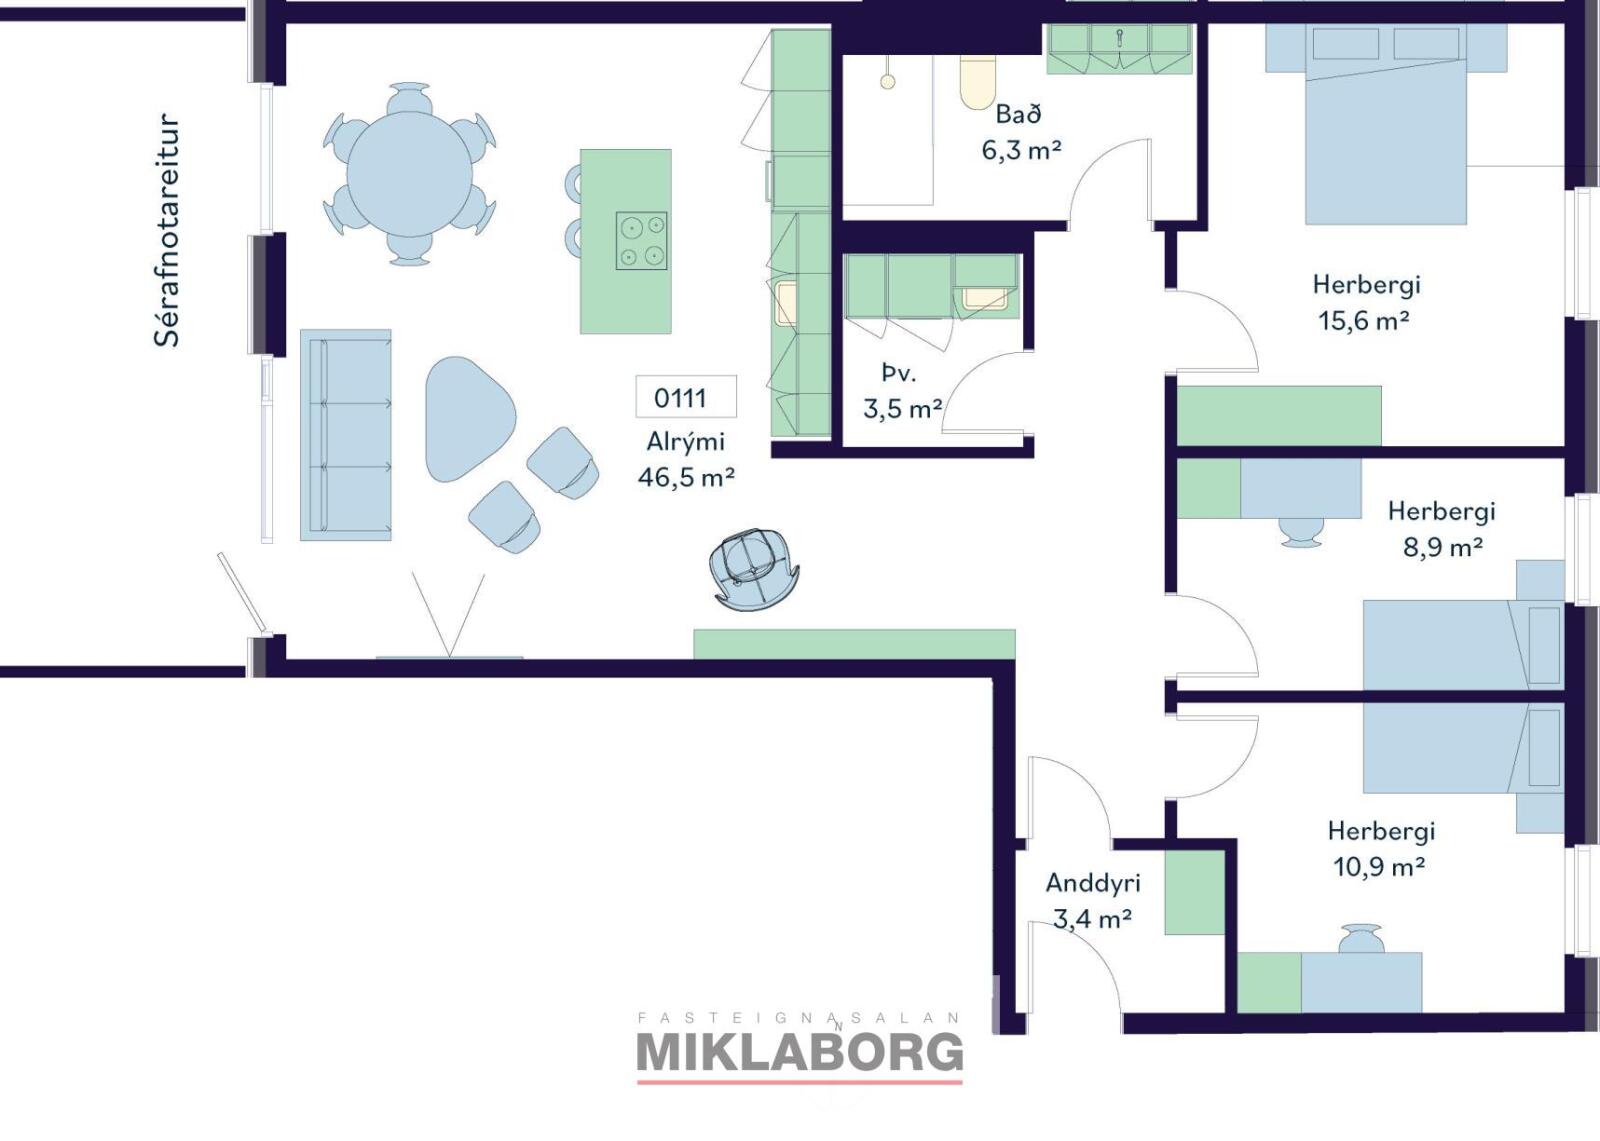 Sérafnotareitur
Bað
6,3 m²
Herbergi
15,6 m²
Þv.
3,5 m²
0111
Alrými
46,5 m²
Herbergi
8,9 m²
Herbergi
10,9 m²
Anddyri
3,4 m²
FASTEIGNASALAN
N
MIKLABORG